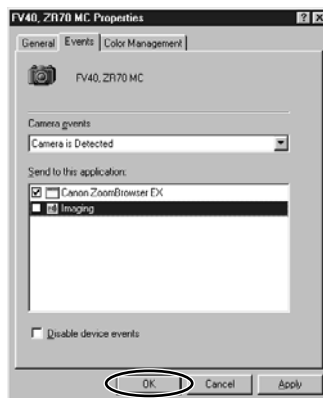 FV40, ZR70 MC Properties
General Events Color Management
FV40, ZR70 MC
Camera events
Camera is Detected
Send to this application:
Canon ZoomBrowser EX
Imaging
Disable device events
OK Cancel Apply